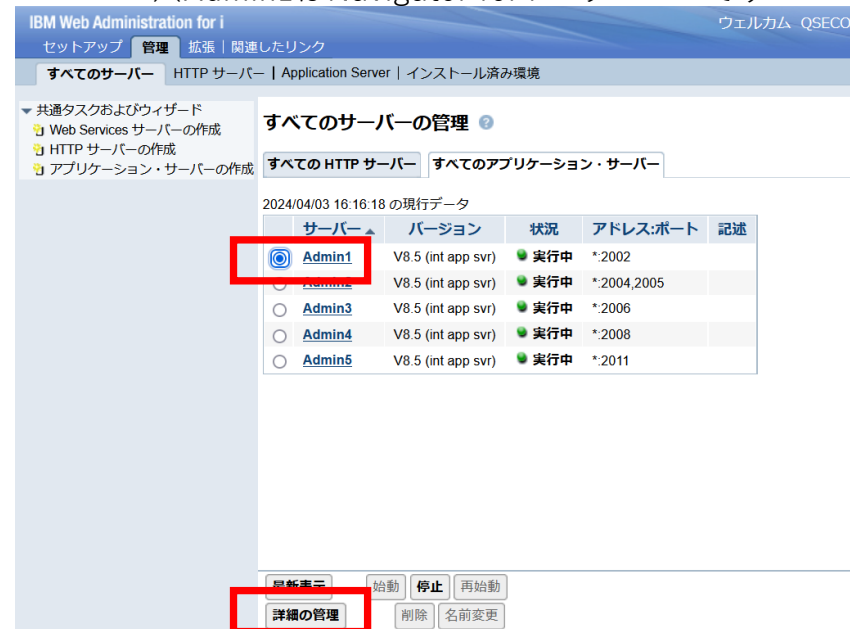 IBM Web Administration for i
ウェルカム QSECO
セットアップ 管理 拡張 | 関連したリンク
すべてのサーバー HTTP サーバー | Application Server | インストール済み環境
共通タスクおよびウィザード
Web Services サーバーの作成
HTTP サーバーの作成
アプリケーション・サーバーの作成
すべてのサーバーの管理
すべての HTTP サーバー すべてのアプリケーション・サーバー
2024/04/03 16:16:18 の現行データ
サーバー バージョン 状況 アドレス:ポート 記述
Admin1 V8.5 (int app svr) 実行中 *:2002
Admin2 V8.5 (int app svr) 実行中 *:2004,2005
Admin3 V8.5 (int app svr) 実行中 *:2006
Admin4 V8.5 (int app svr) 実行中 *:2008
Admin5 V8.5 (int app svr) 実行中 *:2011
最新表示 始動 停止 再始動
詳細の管理 削除 名前変更